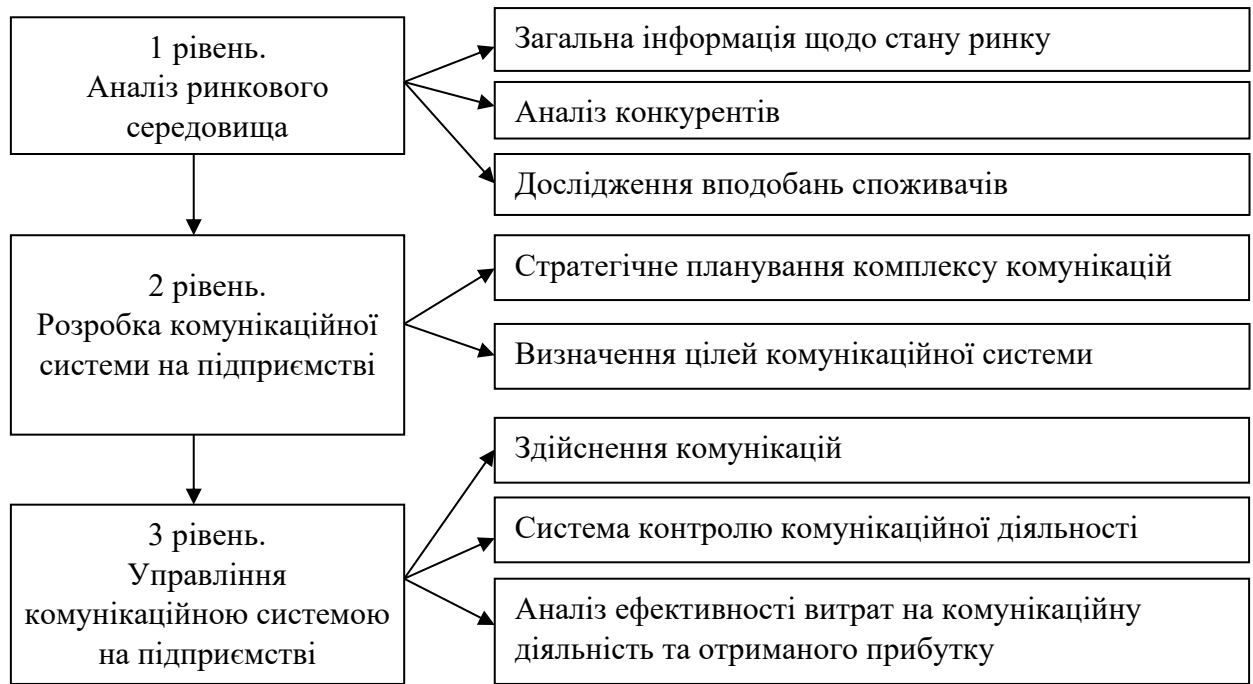 1 рівень.
Аналіз ринкового
середовища
Загальна інформація щодо стану ринку
Аналіз конкурентів
Дослідження вподобань споживачів
2 рівень.
Розробка комунікаційної
системи на підприємстві
Стратегічне планування комплексу комунікацій
Визначення цілей комунікаційної системи
3 рівень.
Управління
комунікаційною системою
на підприємстві
Здійснення комунікацій
Система контролю комунікаційної діяльності
Аналіз ефективності витрат на комунікаційну
діяльність та отриманого прибутку